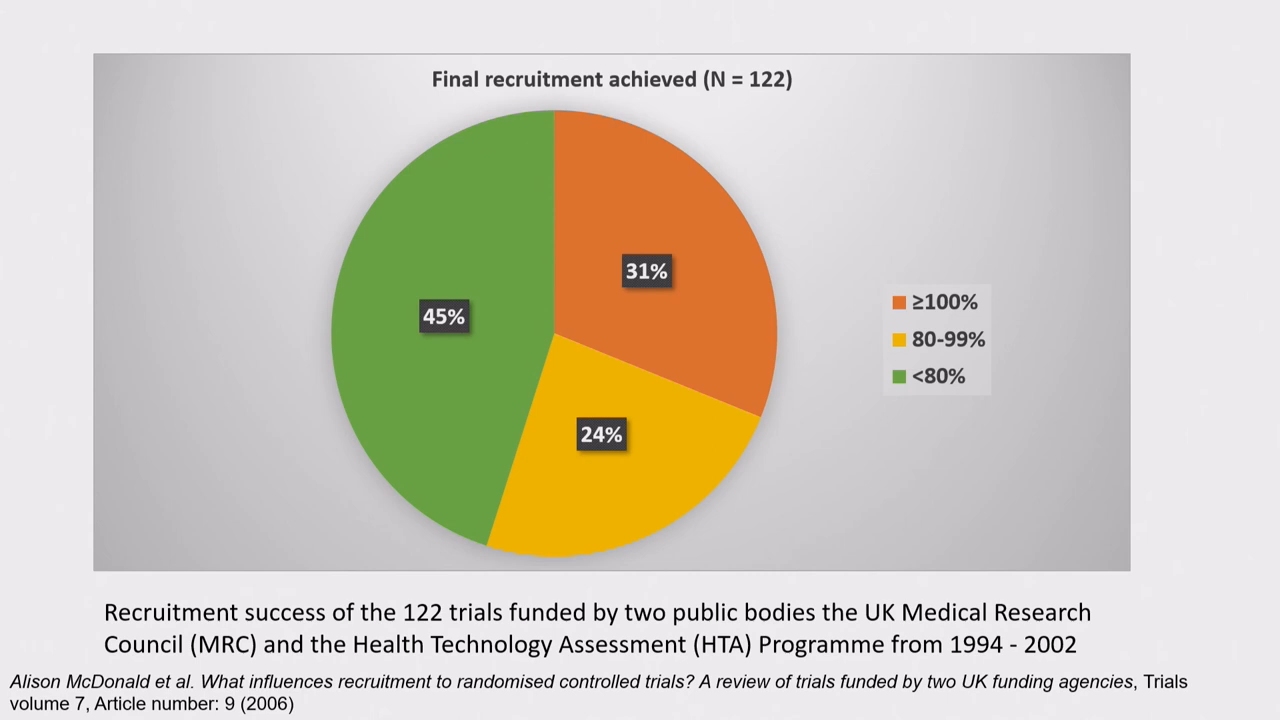 Final recruitment achieved (N = 122)
31%
45%
24%
≥100%
80-99%
<80%
Recruitment success of the 122 trials funded by two public bodies the UK Medical Research
Council (MRC) and the Health Technology Assessment (HTA) Programme from 1994 - 2002
Alison McDonald et al. What influences recruitment to randomised controlled trials? A review of trials funded by two UK funding agencies, Trials
volume 7, Article number: 9 (2006)